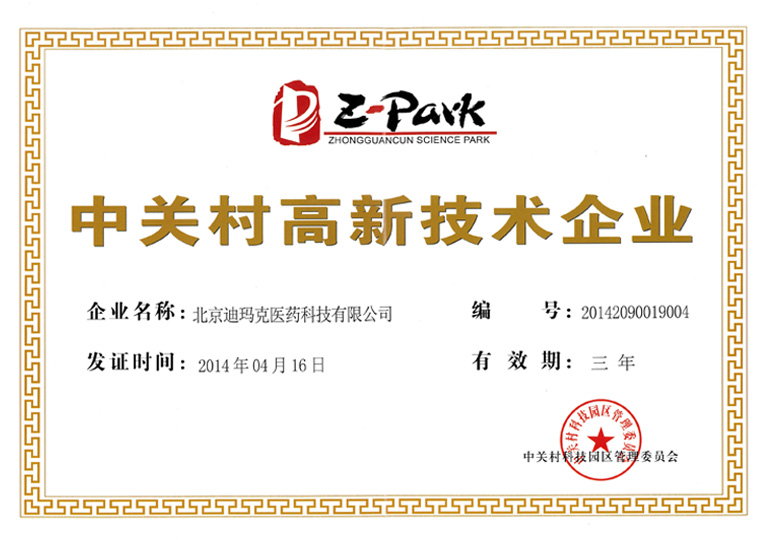 Z-Park
ZHONGGUANCUN SCIENCE PARK
中关村高新技术企业
企业名称：北京迪玛克医药科技有限公司
编 号：20142090019004
发证时间：2014年04月16日
有 效 期：三 年
中关村科技园区管理委员会
中关村科技园区管理委员会